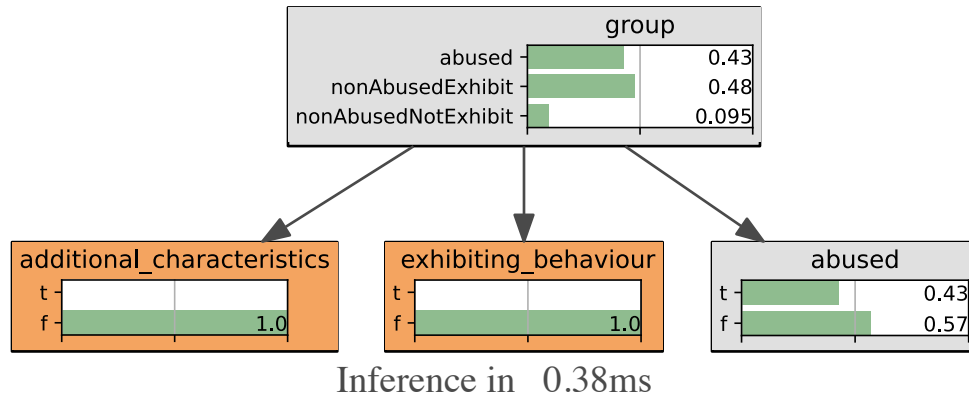 group
abused 0.43
nonAbusedExhibit 0.48
nonAbusedNotExhibit 0.095
additional_characteristics
t
f 1.0
exhibiting_behaviour
t
f 1.0
abused
t 0.43
f 0.57
Inference in 0.38ms